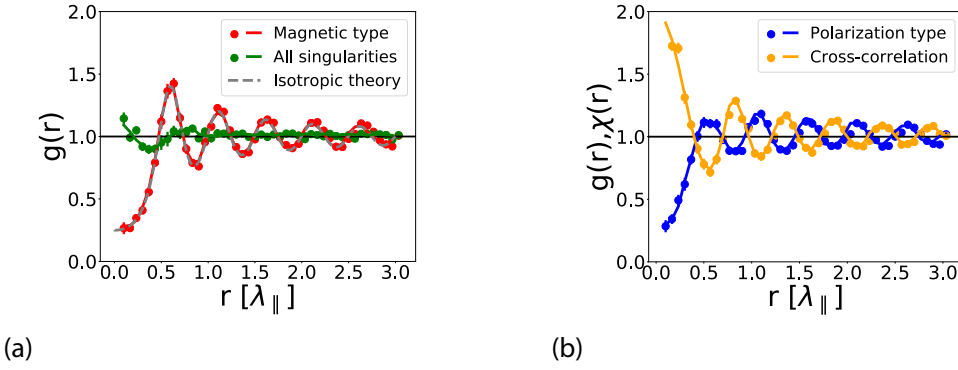 2.0
1.5
1.0
0.5
0.0
g(r)
0.0 0.5 1.0 1.5 2.0 2.5 3.0
r [λ∥]
Magnetic type
All singularities
Isotropic theory
(a)
2.0
1.5
1.0
0.5
0.0
g(r),χ(r)
0.0 0.5 1.0 1.5 2.0 2.5 3.0
r [λ∥]
Polarization type
Cross-correlation
(b)